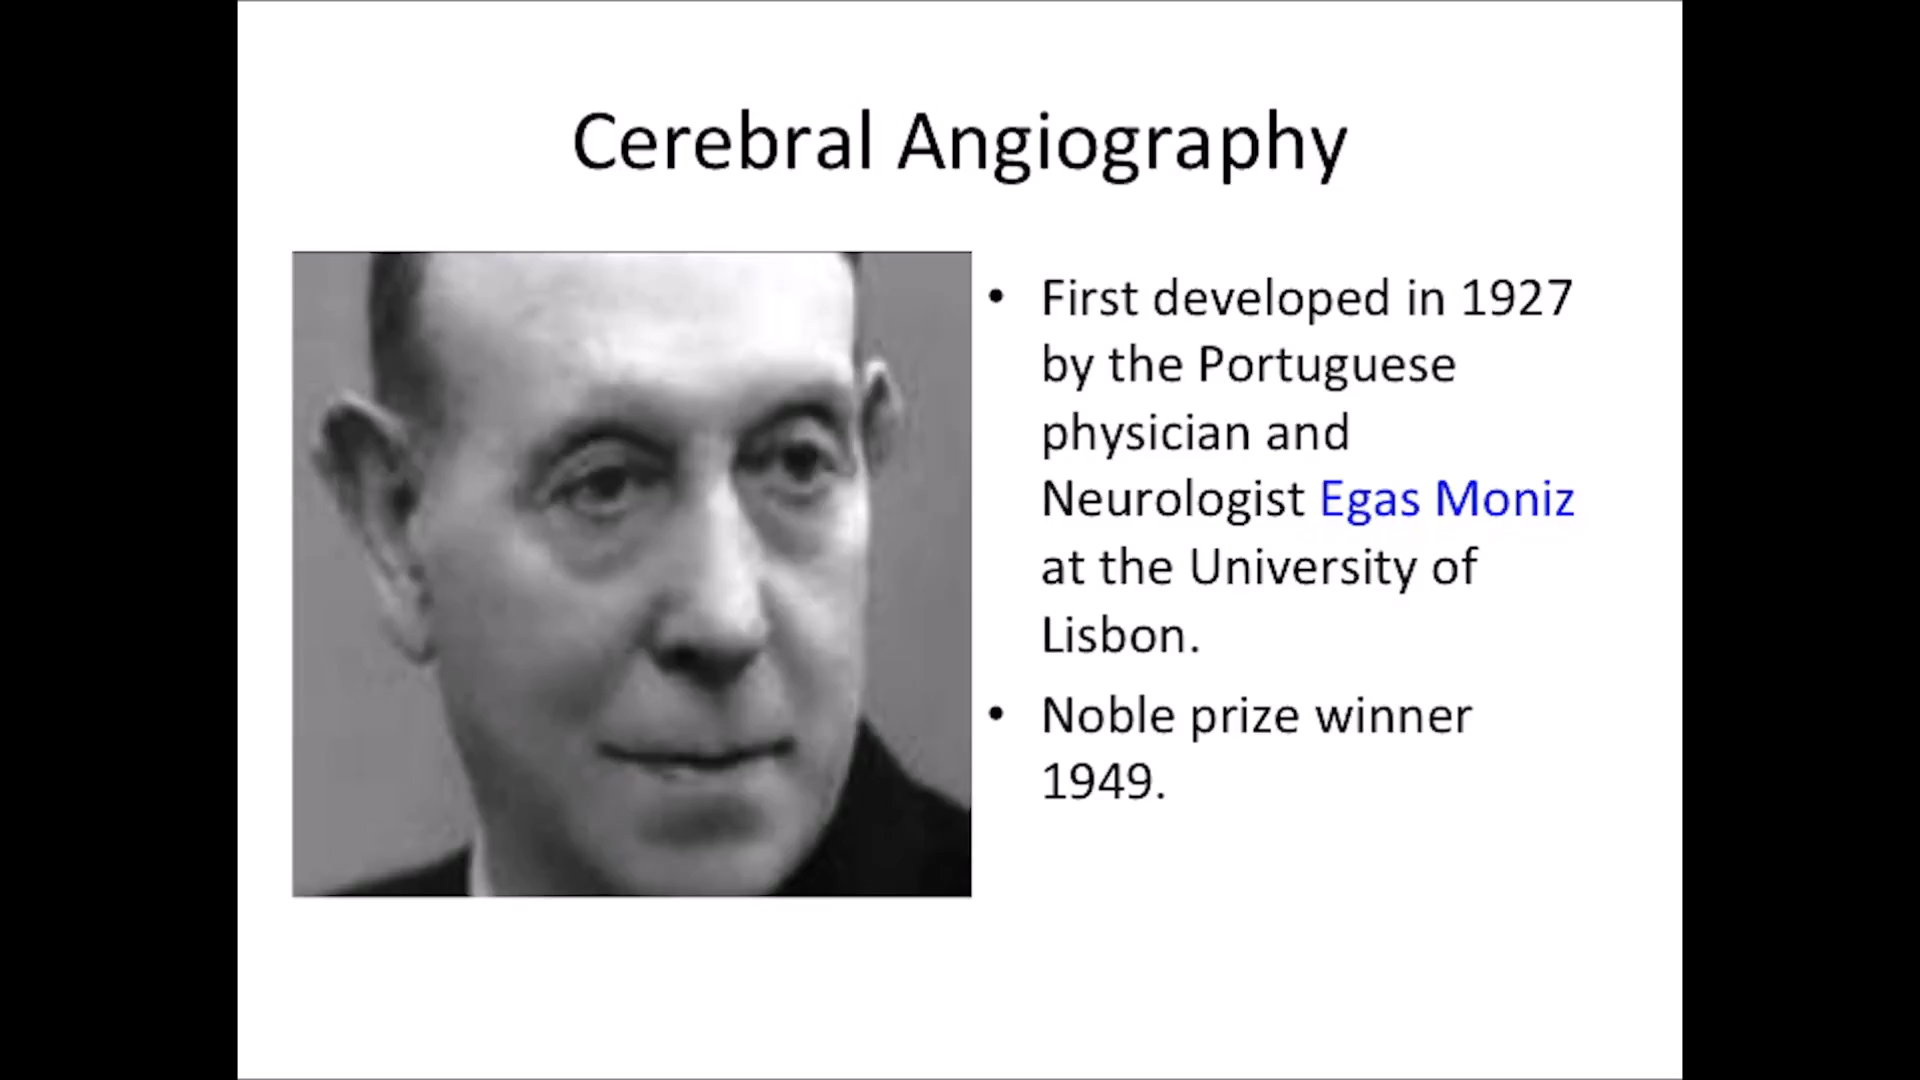 Cerebral Angiography
• First developed in 1927
by the Portuguese
physician and
Neurologist Egas Moniz
at the University of
Lisbon.
• Noble prize winner
1949.